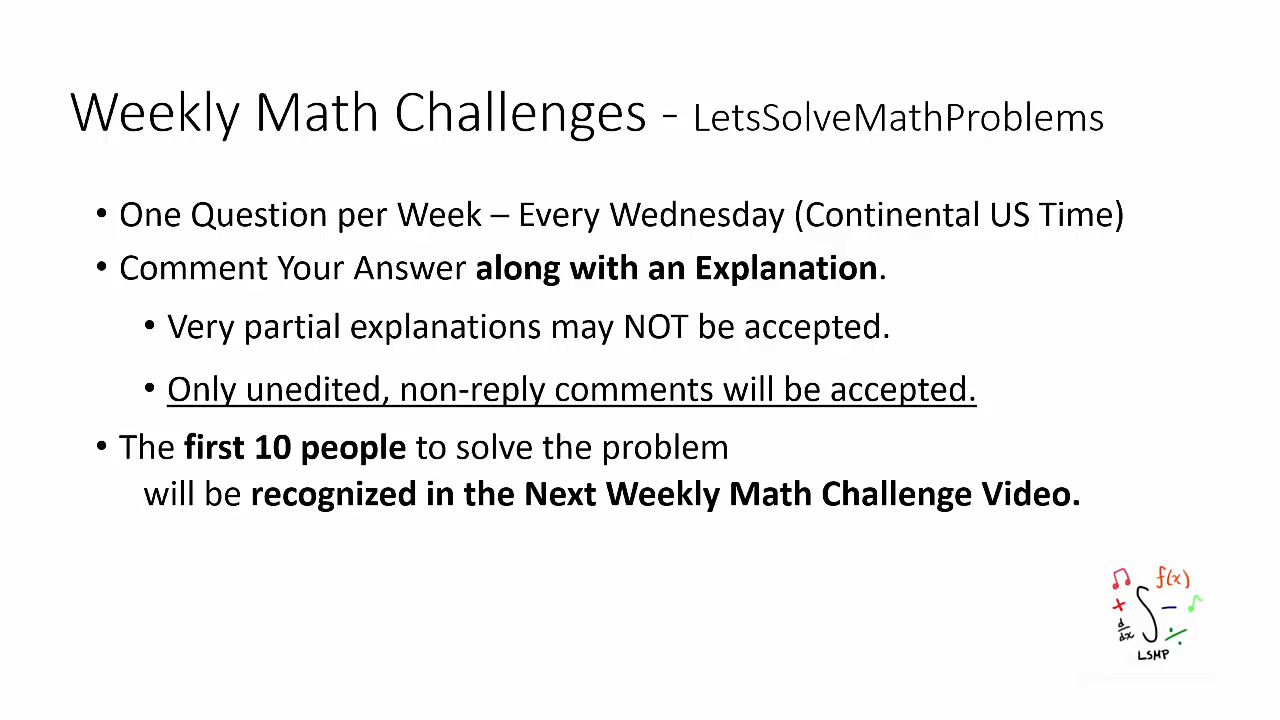 Weekly Math Challenges - LetsSolveMathProblems
• One Question per Week – Every Wednesday (Continental US Time)
• Comment Your Answer along with an Explanation.
• Very partial explanations may NOT be accepted.
• Only unedited, non-reply comments will be accepted.
• The first 10 people to solve the problem
will be recognized in the Next Weekly Math Challenge Video.
f(x)
+ ∫ −
d/dx ÷
LSMP